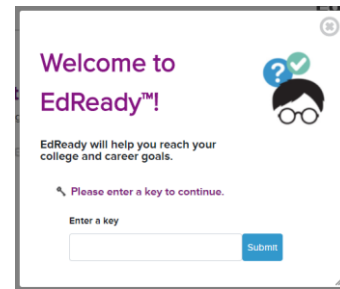 Welcome to
EdReady™!
EdReady will help you reach your
college and career goals.
Please enter a key to continue.
Enter a key
Submit